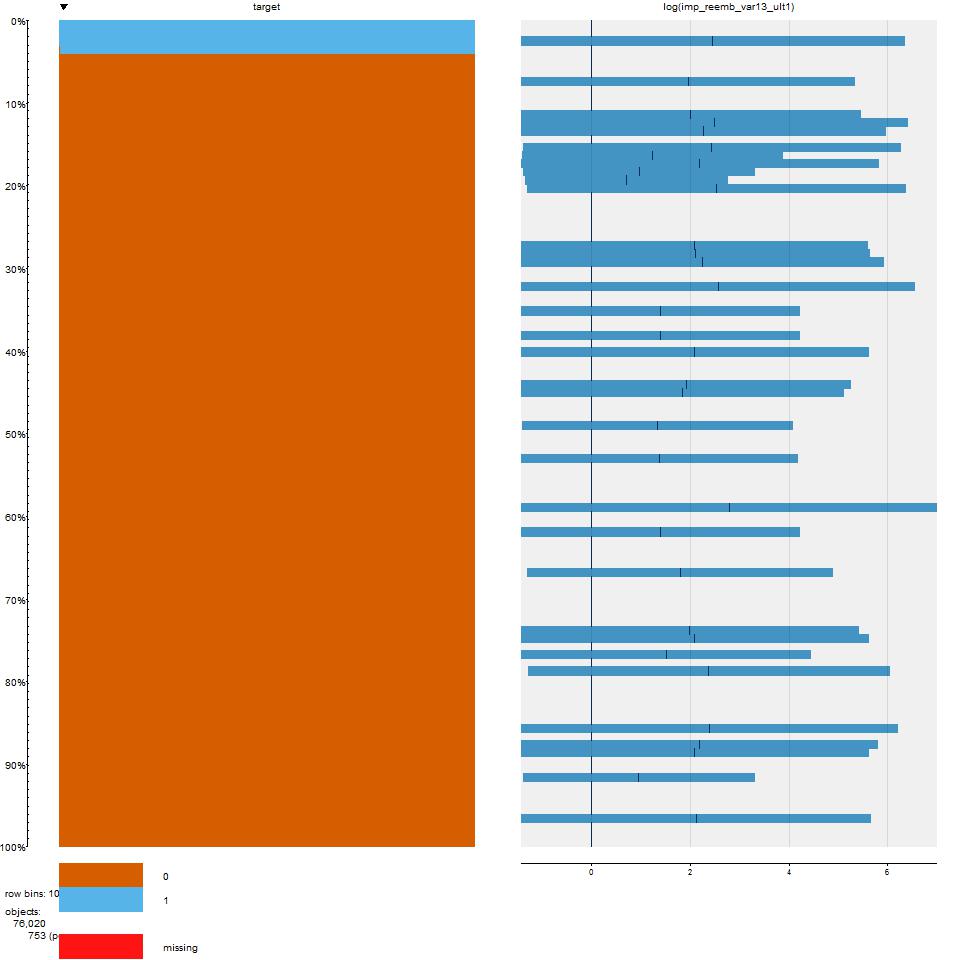 target
log(imp_reemb_var13_ult1)
0%
10%
20%
30%
40%
50%
60%
70%
80%
90%
100%
0 2 4 6
0
row bins: 10
1
objects:
76,020
753 (p
missing